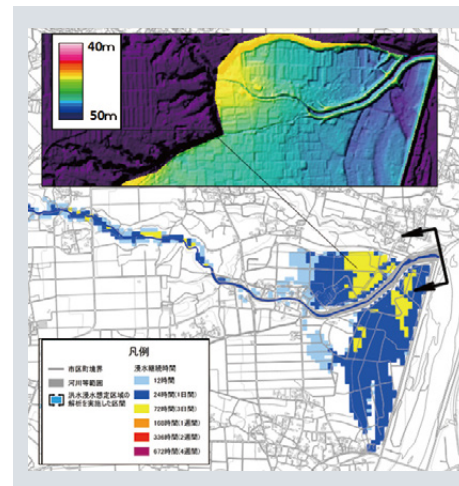 40m
50m
凡例
市区町境界
河川等範囲
洪水浸水想定区域の
解析を実施した区間
浸水継続時間
12時間
24時間(1日間)
72時間(3日間)
168時間(1週間)
336時間(2週間)
672時間(4週間)